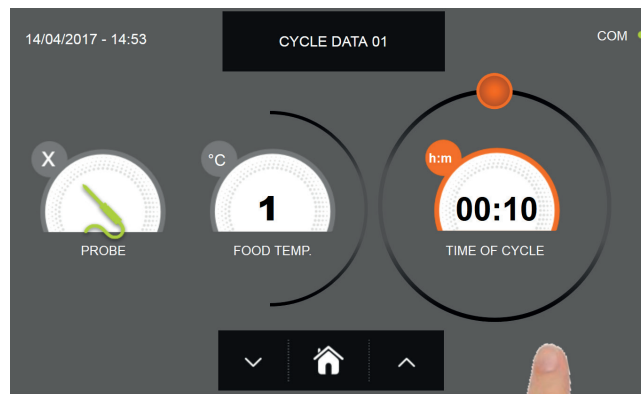 14/04/2017 - 14:53
CYCLE DATA 01
COM
X
°C
h:m
1
00:10
PROBE
FOOD TEMP.
TIME OF CYCLE